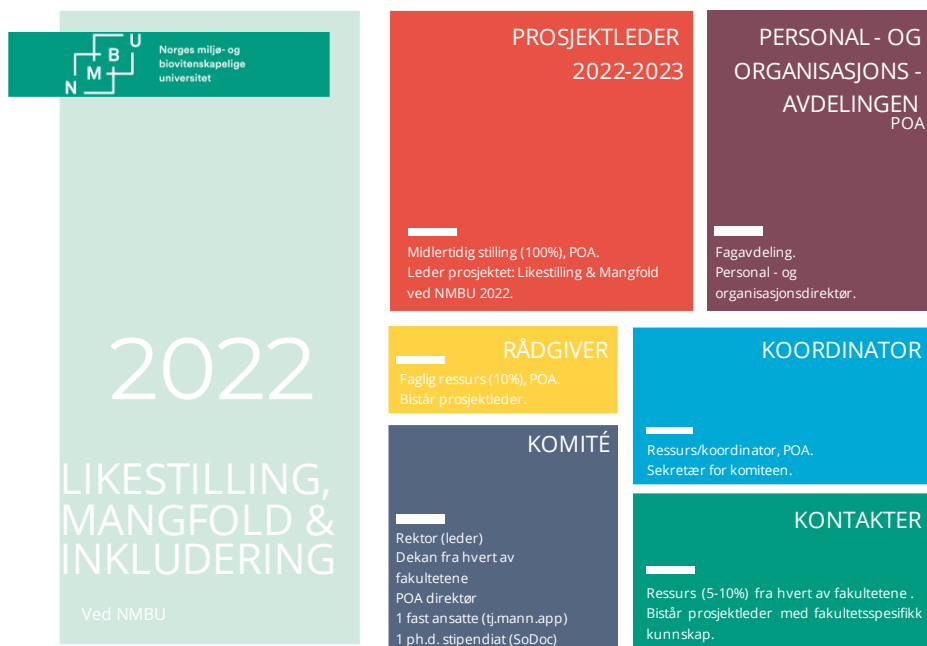 N M B U
Norges miljø- og
biovitenskapelige
universitet
2022
LIKESTILLING,
MANGFOLD &
INKLUDERING
Ved NMBU
PROSJEKTLEDER
2022-2023
Midlertidig stilling (100%), POA.
Leder prosjektet: Likestilling & Mangfold
ved NMBU 2022.
PERSONAL - OG
ORGANISASJONS -
AVDELINGEN
POA
Fagavdeling.
Personal - og
organisasjonsdirektør.
RÅDGIVER
Faglig ressurs (10%), POA.
Bistår prosjektleder.
KOORDINATOR
Ressurs/koordinator, POA.
Sekretær for komiteen.
KOMITÉ
Rektor (leder)
Dekan fra hvert av
fakultetene
POA direktør
1 fast ansatte (tj.mann.app)
1 ph.d. stipendiat (SoDoc)
KONTAKTER
Ressurs (5-10%) fra hvert av fakultetene .
Bistår prosjektleder med fakultetsspesifikk
kunnskap.